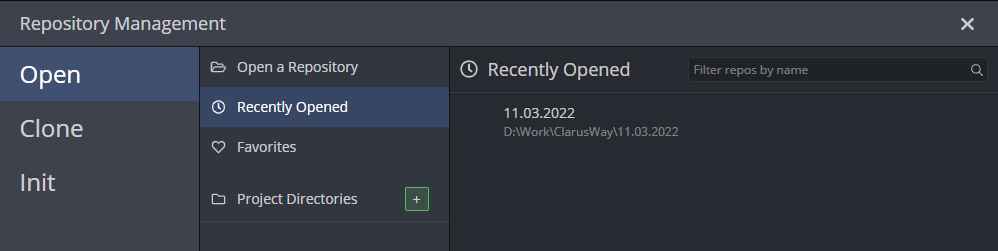 Repository Management
Open
Clone
Init
Open a Repository
Recently Opened
Favorites
Project Directories
+
Recently Opened
Filter repos by name
11.03.2022
D:\Work\ClarusWay\11.03.2022